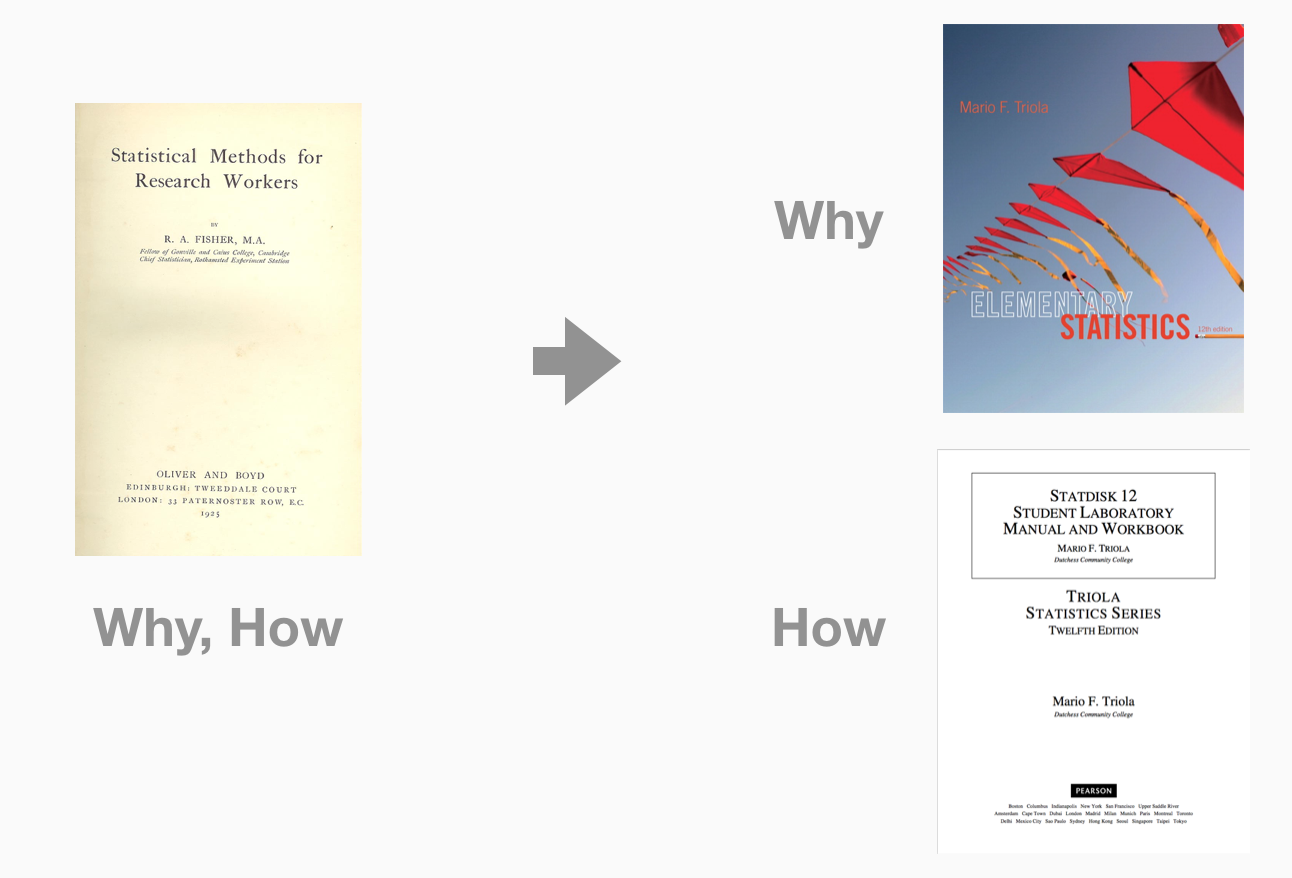 Statistical Methods for
Research Workers
BY
R. A. FISHER, M.A.
Fellow of Gonville and Caius College, Cambridge
Chief Statistician, Rothamsted Experiment Station
OLIVER AND BOYD
EDINBURGH: TWEEDDALE COURT
LONDON: 33 PATERNOSTER ROW, E.C.
1925
Why, How
Why
Mario F. Triola
ELEMENTARY
STATISTICS
12th edition
How
STATDISK 12
STUDENT LABORATORY
MANUAL AND WORKBOOK
MARIO F. TRIOLA
Dutchess Community College
TRIOLA
STATISTICS SERIES
TWELFTH EDITION
Mario F. Triola
Dutchess Community College
PEARSON
Boston Columbus Indianapolis New York San Francisco Upper Saddle River
Amsterdam Cape Town Dubai London Madrid Milan Munich Paris Montreal Toronto
Delhi Mexico City Sao Paulo Sydney Hong Kong Seoul Singapore Taipei Tokyo